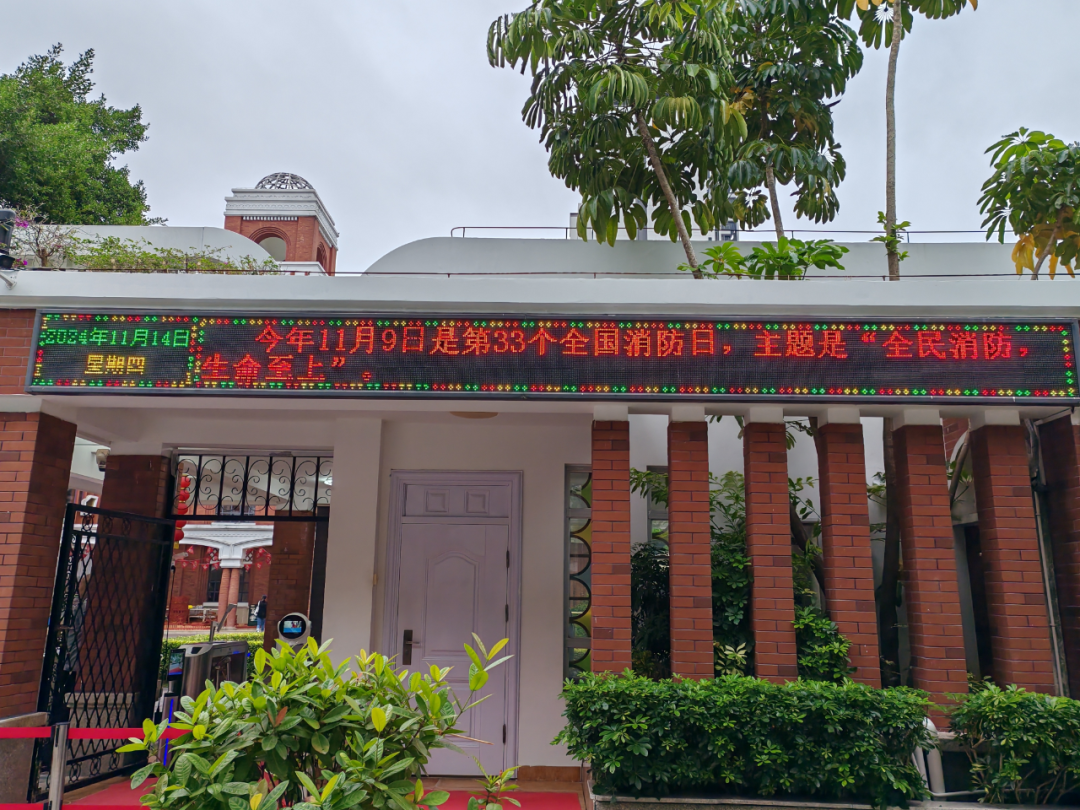 2024年11月14日
星期四
今年11月9日是第33个全国消防日，主题是“全民消防，
生命至上”。